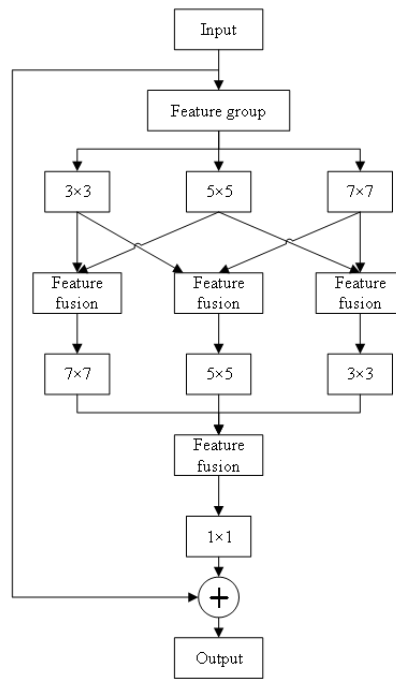 Input
Feature group
3×3
5×5
7×7
Feature
fusion
Feature
fusion
Feature
fusion
7×7
5×5
3×3
Feature
fusion
1×1
+
Output